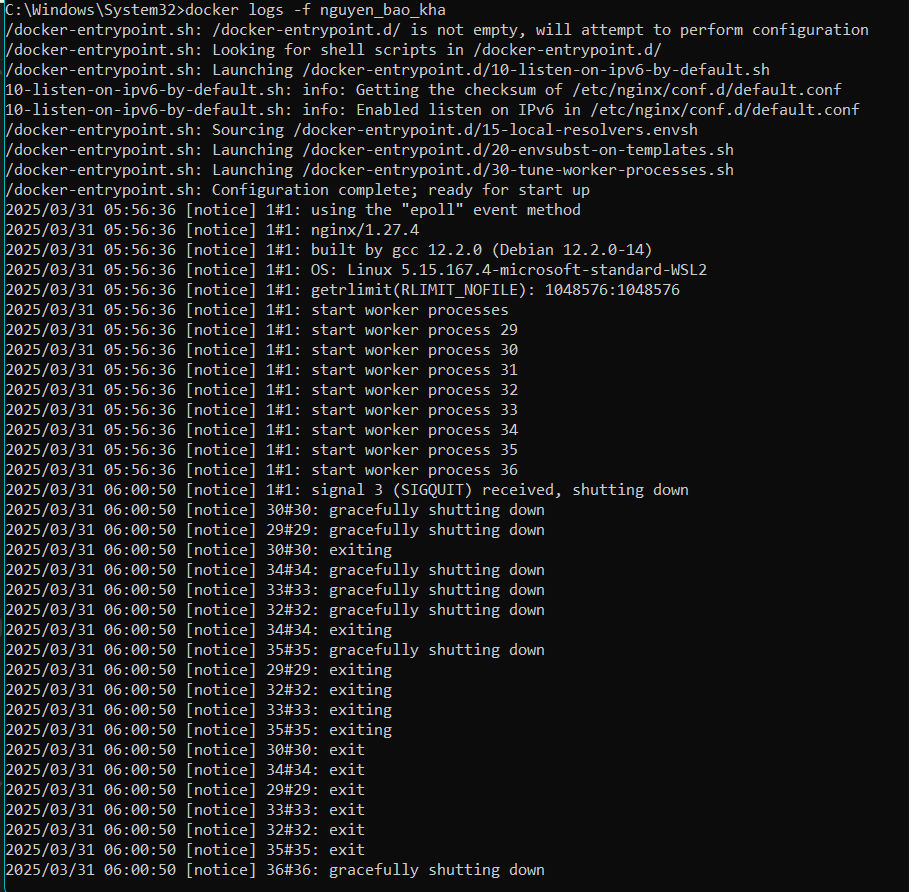 C:\Windows\System32>docker logs -f nguyen_bao_kha
/docker-entrypoint.sh: /docker-entrypoint.d/ is not empty, will attempt to perform configuration
/docker-entrypoint.sh: Looking for shell scripts in /docker-entrypoint.d/
/docker-entrypoint.sh: Launching /docker-entrypoint.d/10-listen-on-ipv6-by-default.sh
10-listen-on-ipv6-by-default.sh: info: Getting the checksum of /etc/nginx/conf.d/default.conf
10-listen-on-ipv6-by-default.sh: info: Enabled listen on IPv6 in /etc/nginx/conf.d/default.conf
/docker-entrypoint.sh: Sourcing /docker-entrypoint.d/15-local-resolvers.envsh
/docker-entrypoint.sh: Launching /docker-entrypoint.d/20-envsubst-on-templates.sh
/docker-entrypoint.sh: Launching /docker-entrypoint.d/30-tune-worker-processes.sh
/docker-entrypoint.sh: Configuration complete; ready for start up
2025/03/31 05:56:36 [notice] 1#1: using the "epoll" event method
2025/03/31 05:56:36 [notice] 1#1: nginx/1.27.4
2025/03/31 05:56:36 [notice] 1#1: built by gcc 12.2.0 (Debian 12.2.0-14)
2025/03/31 05:56:36 [notice] 1#1: OS: Linux 5.15.167.4-microsoft-standard-WSL2
2025/03/31 05:56:36 [notice] 1#1: getrlimit(RLIMIT_NOFILE): 1048576:1048576
2025/03/31 05:56:36 [notice] 1#1: start worker processes
2025/03/31 05:56:36 [notice] 1#1: start worker process 29
2025/03/31 05:56:36 [notice] 1#1: start worker process 30
2025/03/31 05:56:36 [notice] 1#1: start worker process 31
2025/03/31 05:56:36 [notice] 1#1: start worker process 32
2025/03/31 05:56:36 [notice] 1#1: start worker process 33
2025/03/31 05:56:36 [notice] 1#1: start worker process 34
2025/03/31 05:56:36 [notice] 1#1: start worker process 35
2025/03/31 05:56:36 [notice] 1#1: start worker process 36
2025/03/31 06:00:50 [notice] 1#1: signal 3 (SIGQUIT) received, shutting down
2025/03/31 06:00:50 [notice] 30#30: gracefully shutting down
2025/03/31 06:00:50 [notice] 29#29: gracefully shutting down
2025/03/31 06:00:50 [notice] 30#30: exiting
2025/03/31 06:00:50 [notice] 34#34: gracefully shutting down
2025/03/31 06:00:50 [notice] 33#33: gracefully shutting down
2025/03/31 06:00:50 [notice] 32#32: gracefully shutting down
2025/03/31 06:00:50 [notice] 34#34: exiting
2025/03/31 06:00:50 [notice] 35#35: gracefully shutting down
2025/03/31 06:00:50 [notice] 29#29: exiting
2025/03/31 06:00:50 [notice] 32#32: exiting
2025/03/31 06:00:50 [notice] 33#33: exiting
2025/03/31 06:00:50 [notice] 35#35: exiting
2025/03/31 06:00:50 [notice] 30#30: exit
2025/03/31 06:00:50 [notice] 34#34: exit
2025/03/31 06:00:50 [notice] 29#29: exit
2025/03/31 06:00:50 [notice] 33#33: exit
2025/03/31 06:00:50 [notice] 32#32: exit
2025/03/31 06:00:50 [notice] 35#35: exit
2025/03/31 06:00:50 [notice] 36#36: gracefully shutting down